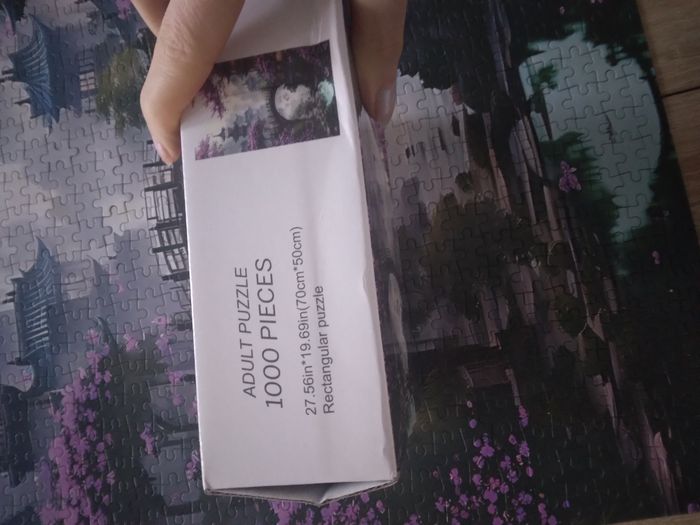 ADULT PUZZLE
1000 PIECES
27.56in*19.69in(70cm*50cm)
Rectangular puzzle